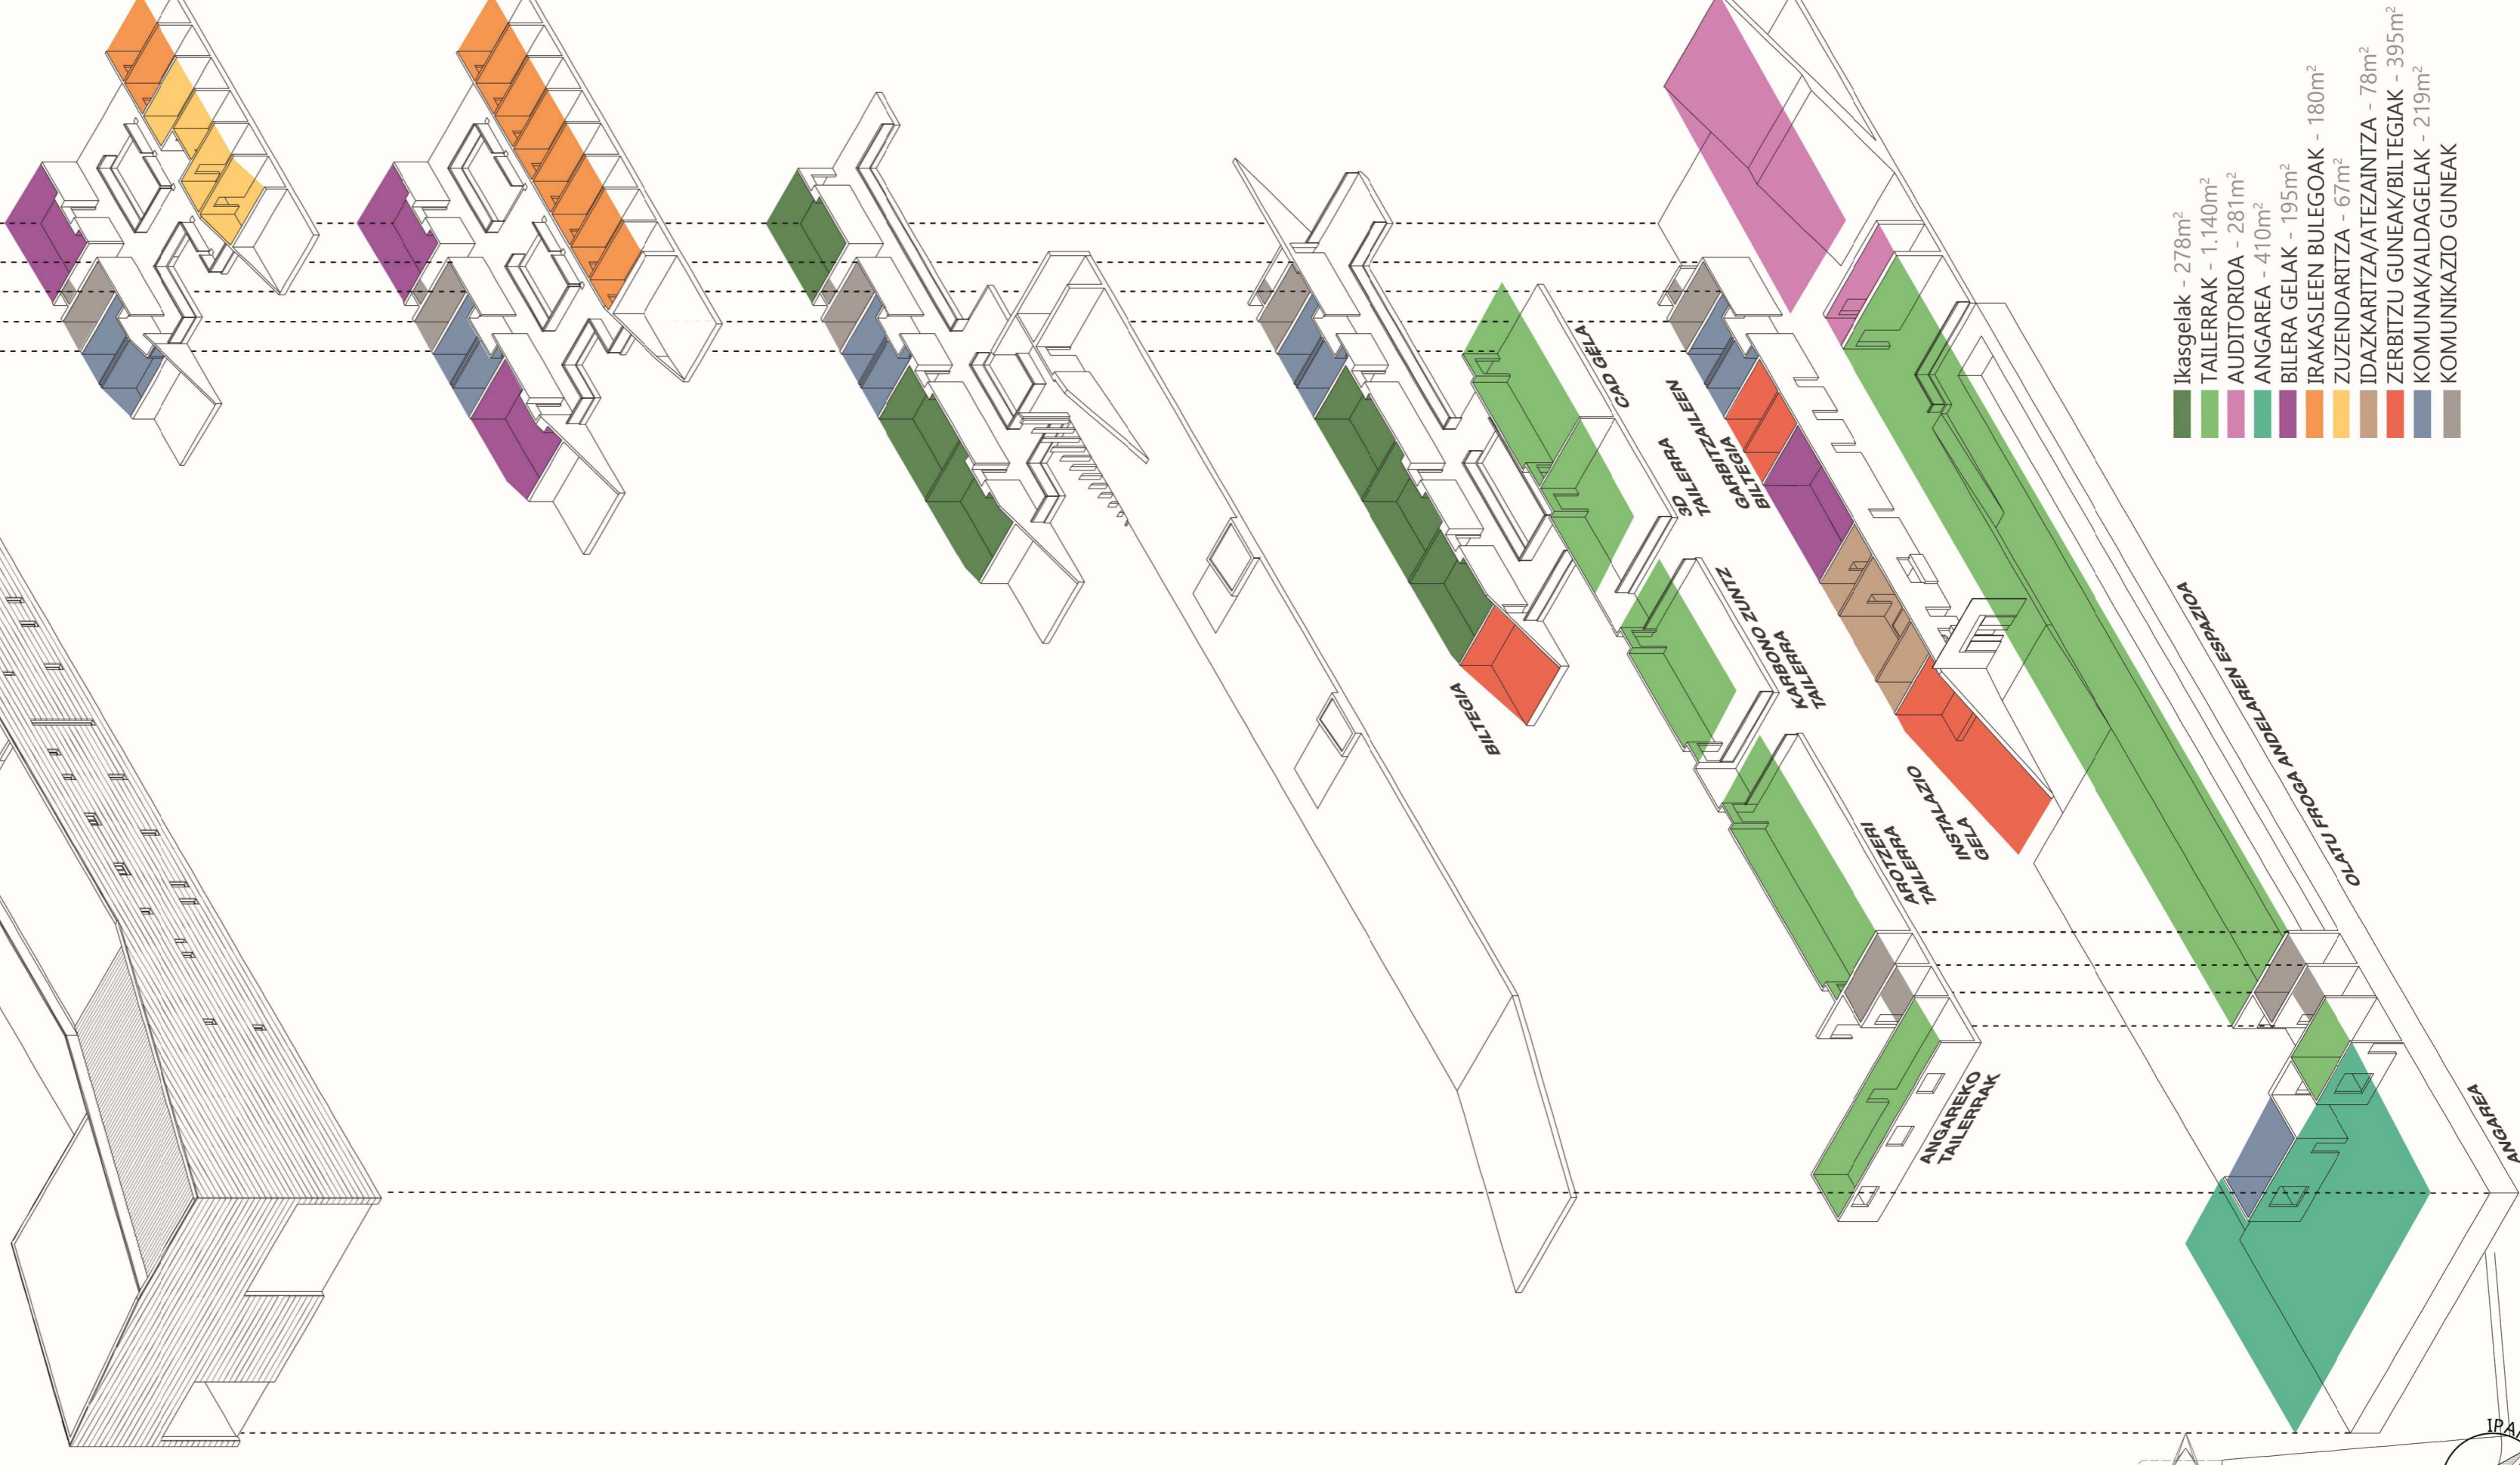 CAD GELA
3D
TAILERRA
GARBITZAILEEN
BILTEGIA
KARBONO ZUNTZ
TAILERRA
BILTEGIA
AROTZERI
TAILERRA
INSTALAZIO
GELA
OLATU FROGA ANDELAREN ESPAZIOA
ANGAREKO
TAILERRAK
ANGAREA
Ikasgelak - 278m²
TAILERRAK - 1.140m²
AUDITORIOA - 281m²
ANGAREA - 410m²
BILERA GELAK - 195m²
IRAKASLEEN BULEGOAK - 180m²
ZUZENDARITZA - 67m²
IDAZKARITZA/ATEZAINTZA - 78m²
ZERBITZU GUNEAK/BILTEGIAK - 395m²
KOMUNAK/ALDAGELAK - 219m²
KOMUNIKAZIO GUNEAK